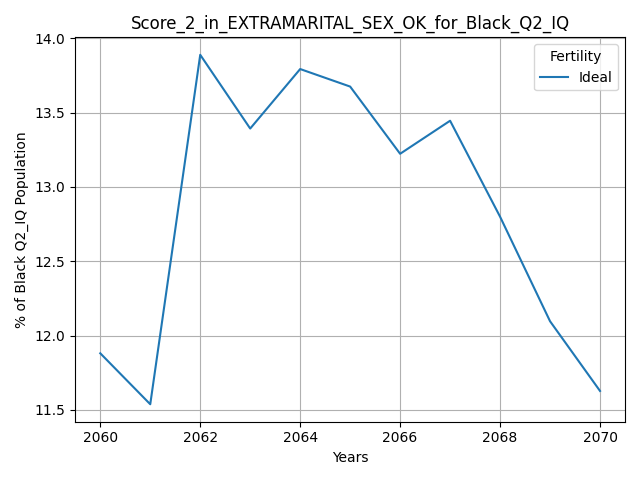 Score_2_in_EXTRAMARITAL_SEX_OK_for_Black_Q2_IQ
Fertility
Ideal
% of Black Q2_IQ Population
14.0
13.5
13.0
12.5
12.0
11.5
2060 2062 2064 2066 2068 2070
Years